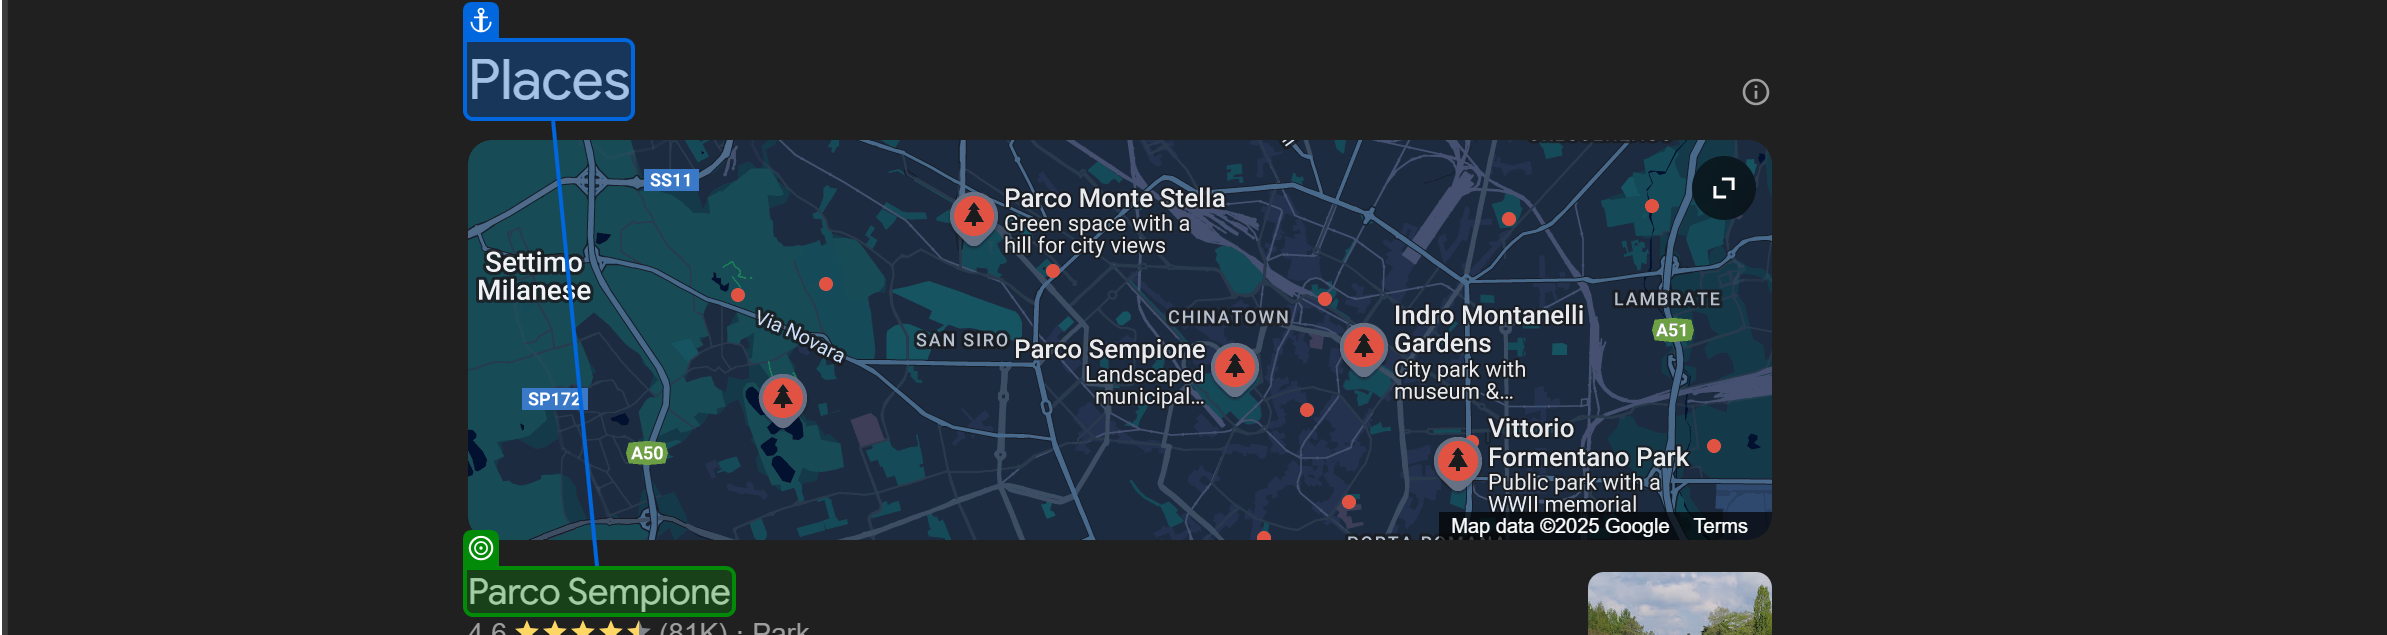 Places
SS11
Parco Monte Stella
Green space with a
hill for city views
Settimo
Milanese
Via Novara
SAN SIRO
CHINATOWN
Parco Sempione
Landscaped
municipal...
Indro Montanelli
Gardens
City park with
museum &...
LAMBRATE
A51
SP172
A50
Vittorio
Formentano Park
Public park with a
WWII memorial
Map data ©2025 Google Terms
Parco Sempione
4.6 (81K) · Park